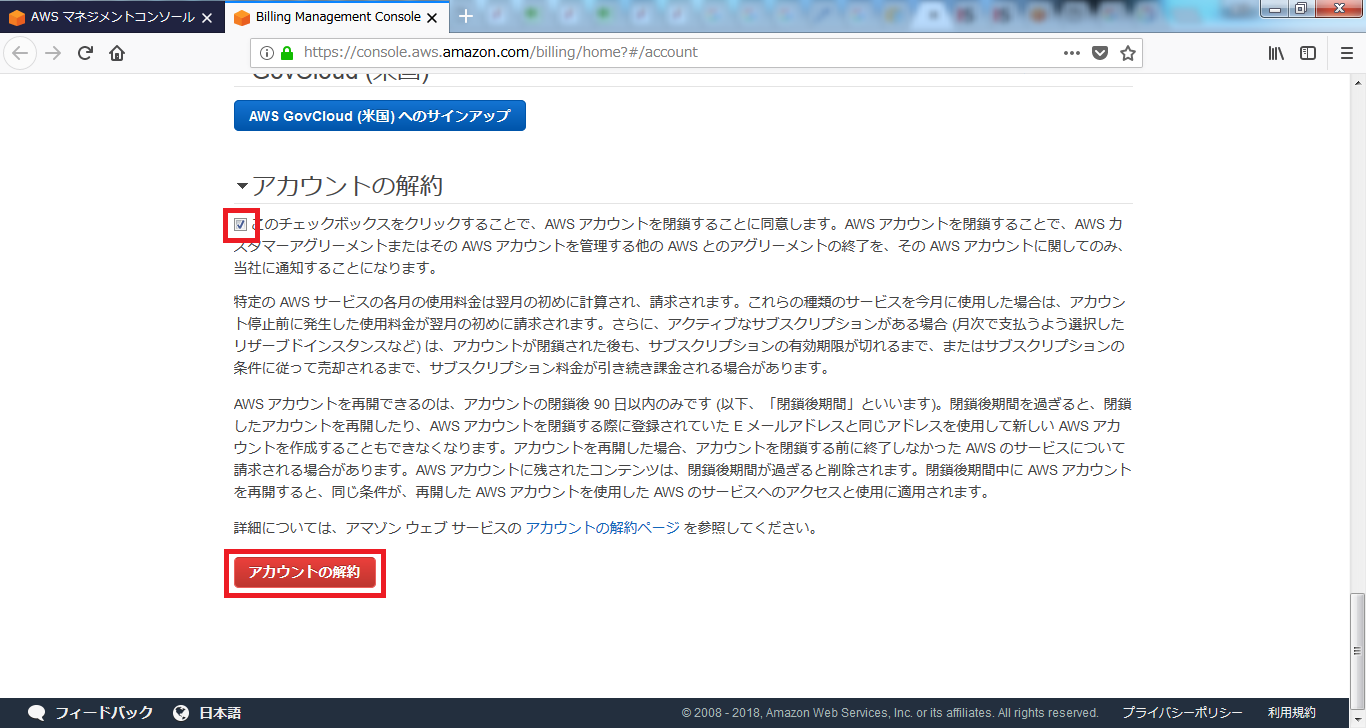 AWS マネジメントコンソール
Billing Management Console
https://console.aws.amazon.com/billing/home?#/account
GovCloud (米国)
AWS GovCloud (米国) へのサインアップ
アカウントの解約
このチェックボックスをクリックすることで、AWS アカウントを閉鎖することに同意します。AWS アカウントを閉鎖することで、AWS カ
スタマーアグリーメントまたはその AWS アカウントを管理する他の AWS とのアグリーメントの終了を、その AWS アカウントに関してのみ、
当社に通知することになります。
特定の AWS サービスの各月の使用料金は翌月の初めに計算され、請求されます。これらの種類のサービスを今月に使用した場合は、アカウン
ト停止前に発生した使用料金が翌月の初めに請求されます。さらに、アクティブなサブスクリプションがある場合 (月次で支払うよう選択した
リザーブドインスタンスなど) は、アカウントが閉鎖された後も、サブスクリプションの有効期限が切れるまで、またはサブスクリプションの
条件に従って売却されるまで、サブスクリプション料金が引き続き課金される場合があります。
AWS アカウントを再開できるのは、アカウントの閉鎖後 90 日以内のみです (以下、「閉鎖後期間」といいます)。閉鎖後期間を過ぎると、閉鎖
したアカウントを再開したり、AWS アカウントを閉鎖する際に登録されていた E メールアドレスと同じアドレスを使用して新しい AWS アカ
ウントを作成することもできなくなります。アカウントを再開した場合、アカウントを閉鎖する前に終了しなかった AWS のサービスについて
請求される場合があります。AWS アカウントに残されたコンテンツは、閉鎖後期間が過ぎると削除されます。閉鎖後期間中に AWS アカウント
を再開すると、同じ条件が、再開した AWS アカウントを使用した AWS のサービスへのアクセスと使用に適用されます。
詳細については、アマゾン ウェブ サービスの アカウントの解約ページ を参照してください。
アカウントの解約
フィードバック 日本語 © 2008 - 2018, Amazon Web Services, Inc. or its affiliates. All rights reserved. プライバシーポリシー 利用規約